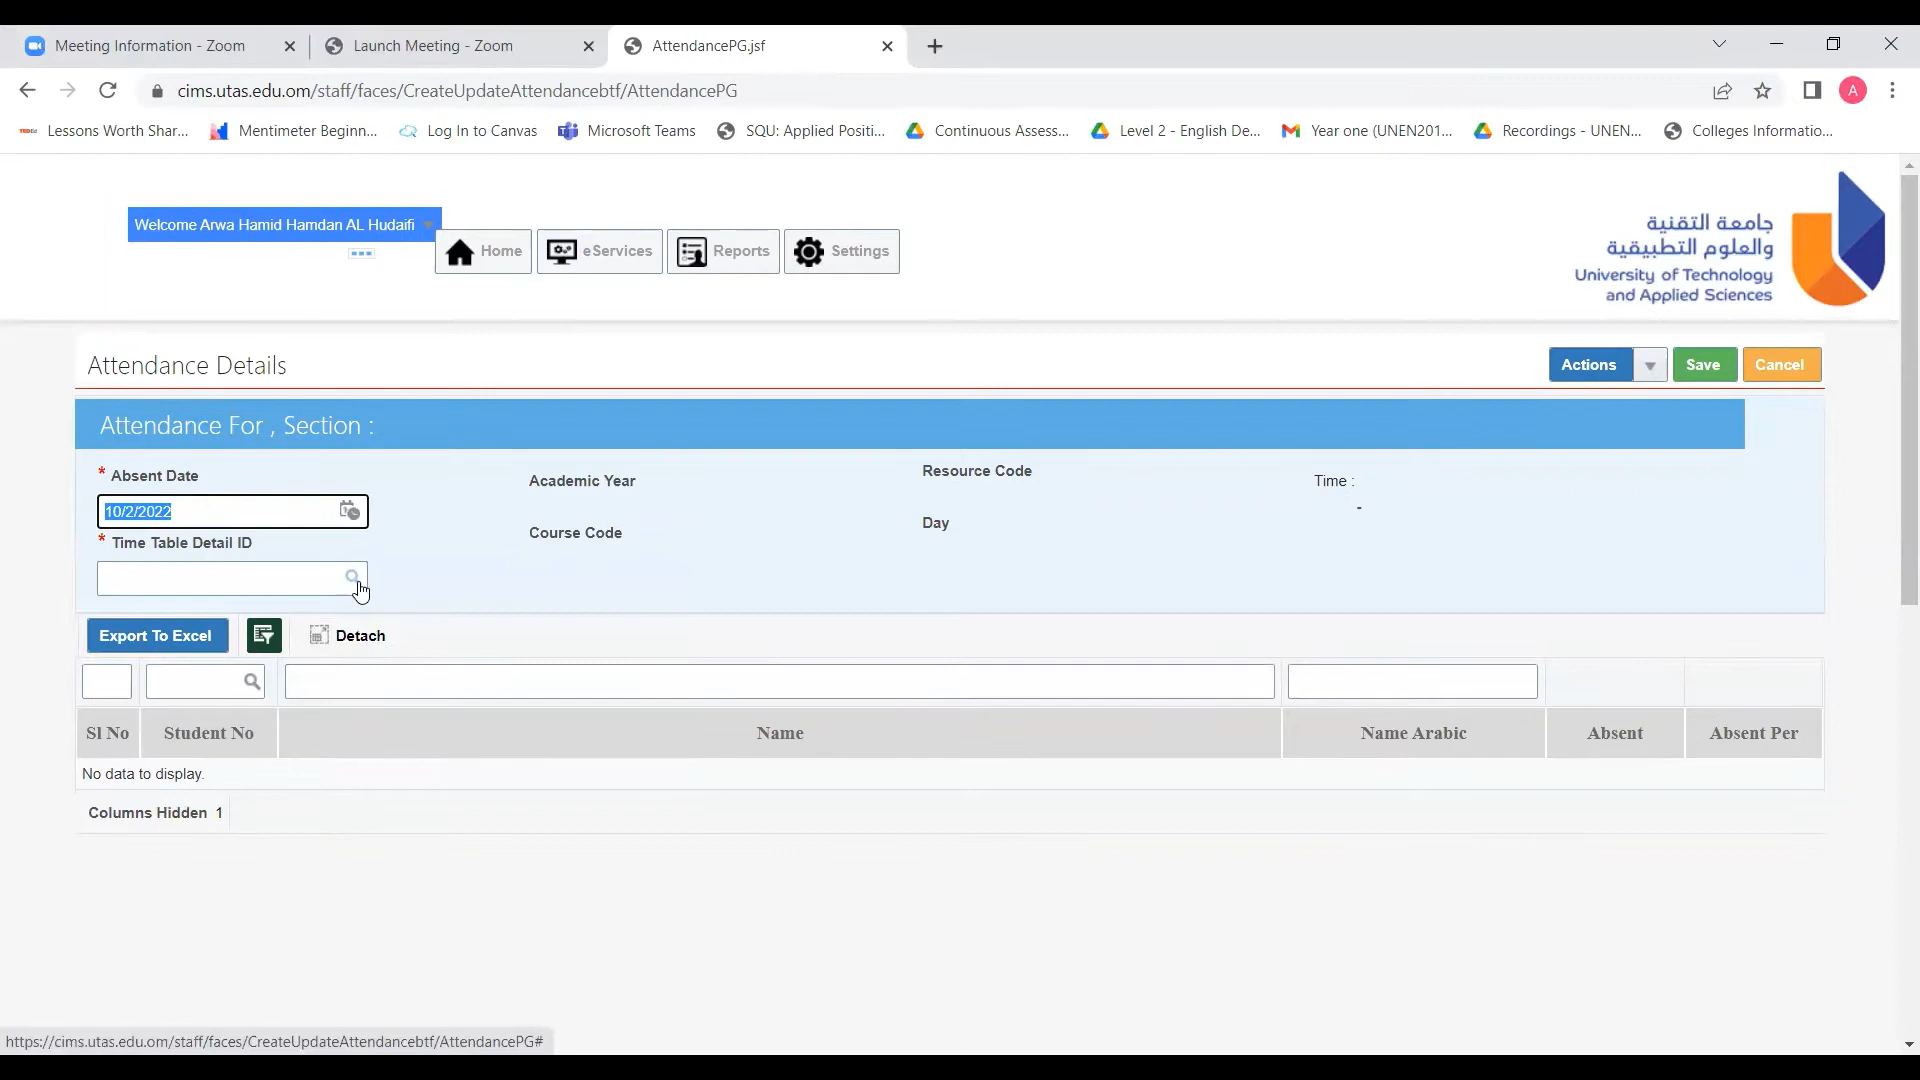 Meeting Information - Zoom
Launch Meeting - Zoom
AttendancePG.jsf
cims.utas.edu.om/staff/faces/CreateUpdateAttendancebtf/AttendancePG
A
TED-Ed
Lessons Worth Shar...
Mentimeter Beginn...
Log In to Canvas
Microsoft Teams
SQU: Applied Positi...
Continuous Assess...
Level 2 - English De...
Year one (UNEN201...
Recordings - UNEN...
Colleges Informatio...
Welcome Arwa Hamid Hamdan AL Hudaifi
Home
eServices
Reports
Settings
جامعة التقنية
والعلوم التطبيقية
University of Technology
and Applied Sciences
Attendance Details
Actions
Save
Cancel
Attendance For , Section :
* Absent Date
Academic Year
Resource Code
Time :
10/2/2022
-
* Time Table Detail ID
Course Code
Day
Export To Excel
Detach
Sl No
Student No
Name
Name Arabic
Absent
Absent Per
No data to display.
Columns Hidden 1
https://cims.utas.edu.om/staff/faces/CreateUpdateAttendancebtf/AttendancePG#